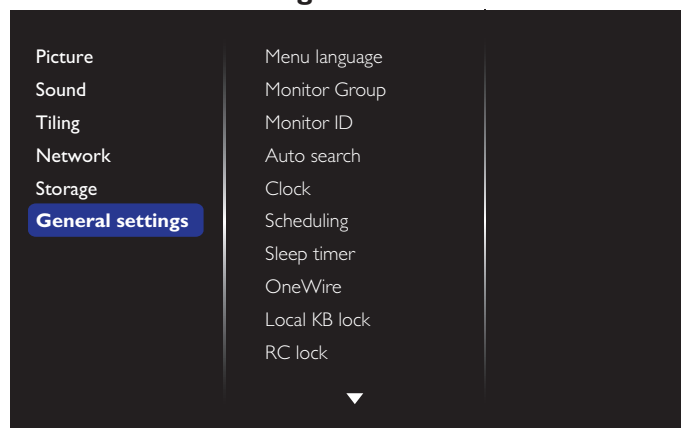 Picture
Sound
Tiling
Network
Storage
General settings
Menu language
Monitor Group
Monitor ID
Auto search
Clock
Scheduling
Sleep timer
OneWire
Local KB lock
RC lock